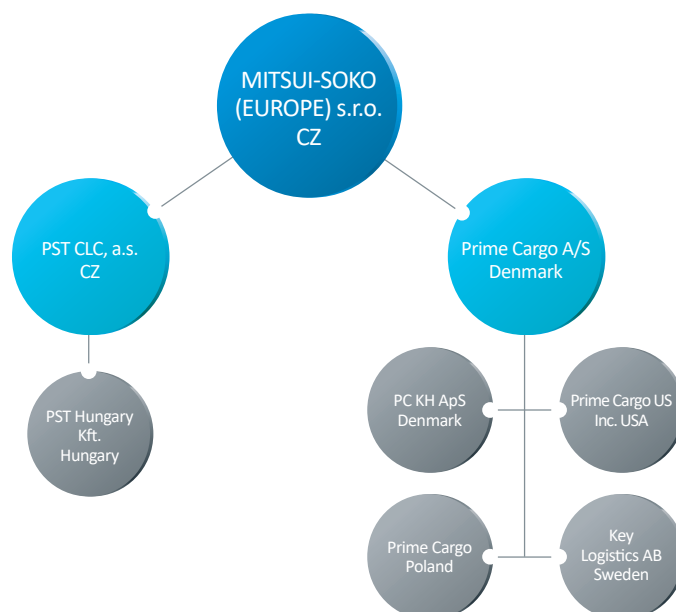 MITSUI-SOKO
(EUROPE) s.r.o.
CZ
PST CLC, a.s.
CZ
Prime Cargo A/S
Denmark
PST Hungary
Kft.
Hungary
PC KH ApS
Denmark
Prime Cargo US
Inc. USA
Prime Cargo
Poland
Key
Logistics AB
Sweden